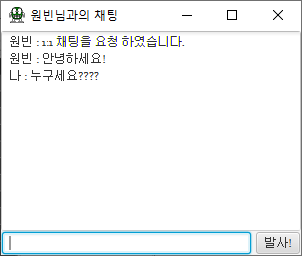 원빈님과의 채팅
원빈 : 1:1 채팅을 요청 하였습니다.
원빈 : 안녕하세요!
나 : 누구세요????
발사!